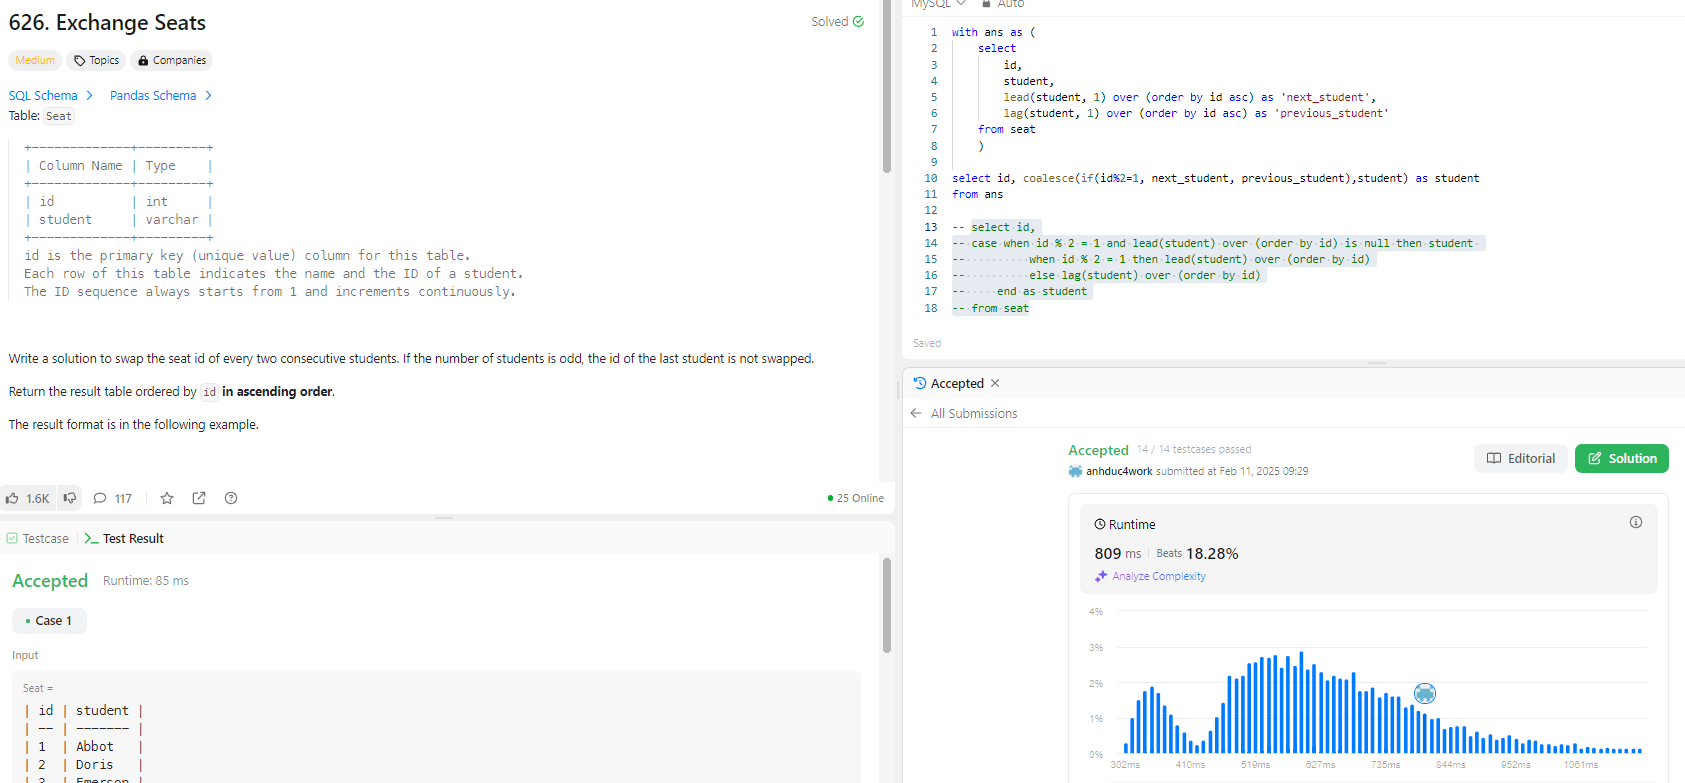 626. Exchange Seats
Solved
Medium
Topics
Companies
SQL Schema >
Pandas Schema >
Table: Seat
+-------------+---------+
| Column Name | Type    |
+-------------+---------+
| id          | int     |
| student     | varchar |
+-------------+---------+
id is the primary key (unique value) column for this table.
Each row of this table indicates the name and the ID of a student.
The ID sequence always starts from 1 and increments continuously.
Write a solution to swap the seat id of every two consecutive students. If the number of students is odd, the id of the last student is not swapped.
Return the result table ordered by id in ascending order.
The result format is in the following example.
1.6K
117
25 Online
Testcase
Test Result
Accepted Runtime: 85 ms
• Case 1
Input
Seat =
| id | student |
| -- | ------- |
| 1  | Abbot   |
| 2  | Doris   |
| 3  | Emerson |
MySQL
Auto
1 with ans as (
2 select
3 id,
4 student,
5 lead(student, 1) over (order by id asc) as 'next_student',
6 lag(student, 1) over (order by id asc) as 'previous_student'
7 from seat
8 )
9
10 select id, coalesce(if(id%2=1, next_student, previous_student),student) as student
11 from ans
12
13 -- select id,
14 -- case when id % 2 = 1 and lead(student) over (order by id) is null then student
15 -- when id % 2 = 1 then lead(student) over (order by id)
16 -- else lag(student) over (order by id)
17 -- end as student
18 -- from seat
Saved
Accepted ×
All Submissions
Accepted 14 / 14 testcases passed
anhduc4work submitted at Feb 11, 2025 09:29
Editorial
Solution
Runtime
809 ms | Beats 18.28%
Analyze Complexity
4%
3%
2%
1%
0%
302ms 410ms 519ms 627ms 735ms 844ms 952ms 1061ms